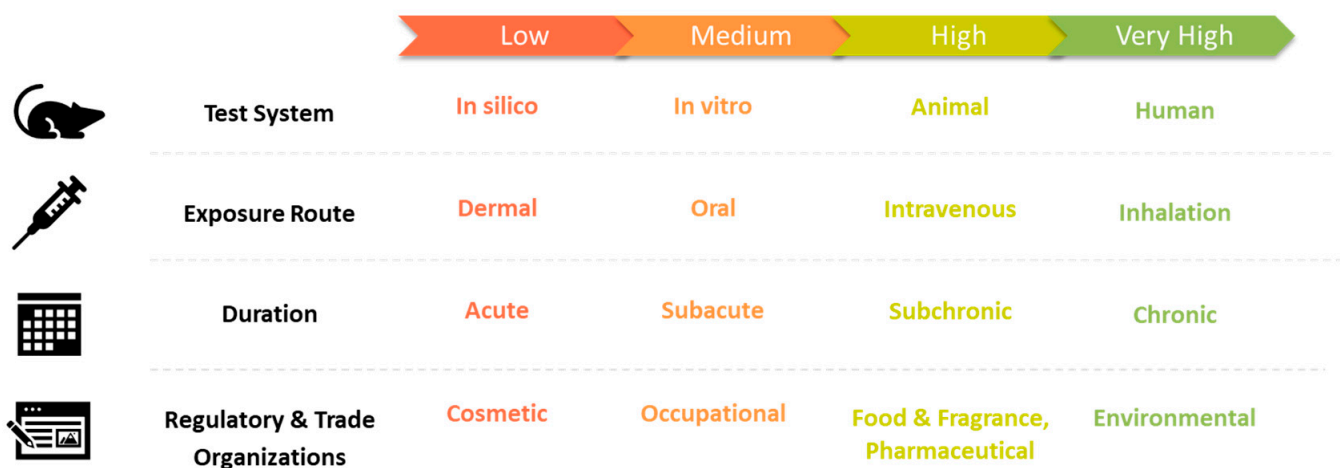 Low Medium High Very High
Test System In silico In vitro Animal Human
Exposure Route Dermal Oral Intravenous Inhalation
Duration Acute Subacute Subchronic Chronic
Regulatory & Trade Cosmetic Occupational Food & Fragrance, Environmental
Organizations Pharmaceutical